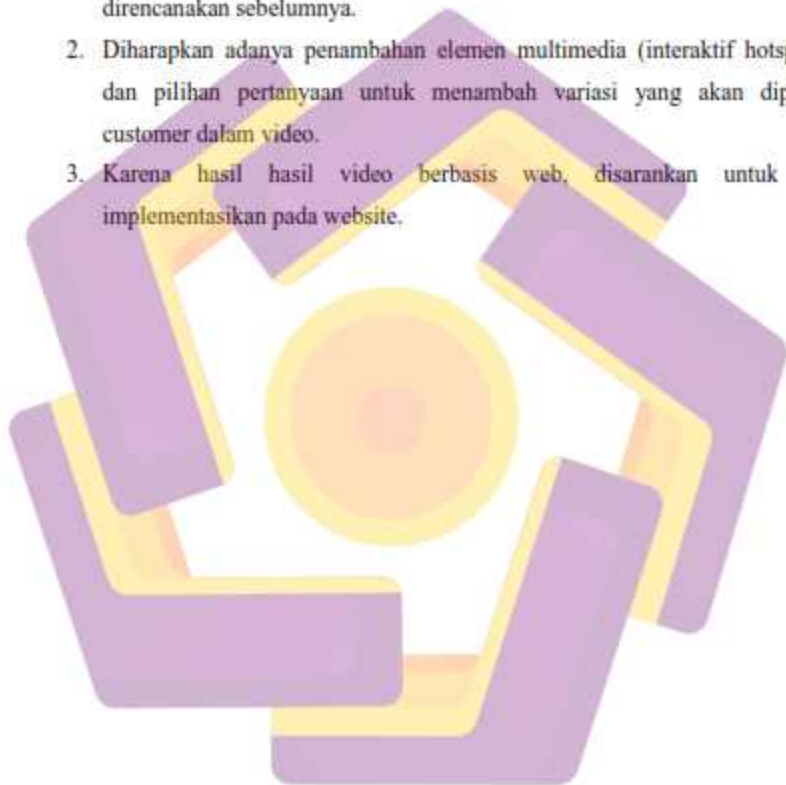 direncanakan sebelumnya.
2. Diharapkan adanya penambahan elemen multimedia (interaktif
dan pilihan pertanyaan untuk menambah variasi yang akan
customer dalam video.
3. Karena hasil hasil video berbasis web, disarankan untuk
implementasikan pada website.